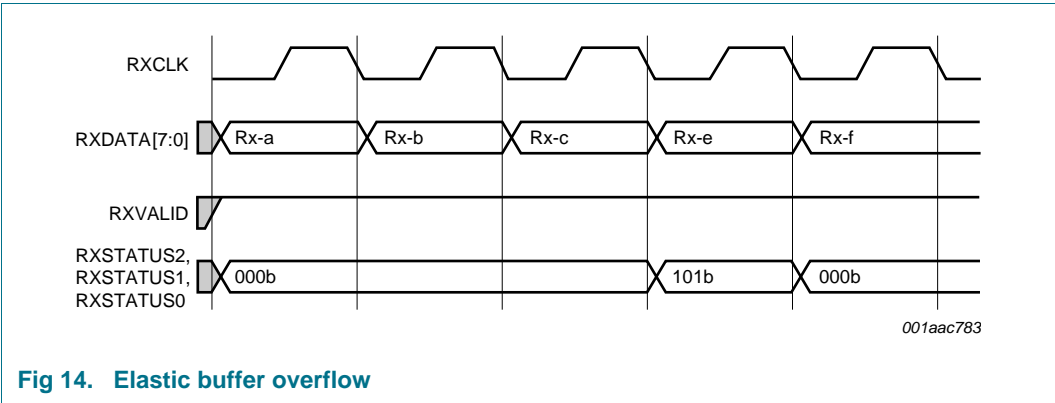 RXCLK
RXDATA[7:0] Rx-a Rx-b Rx-c Rx-e Rx-f
RXVALID
RXSTATUS2,
RXSTATUS1, 000b 101b 000b
RXSTATUS0
001aac783
Fig 14. Elastic buffer overflow